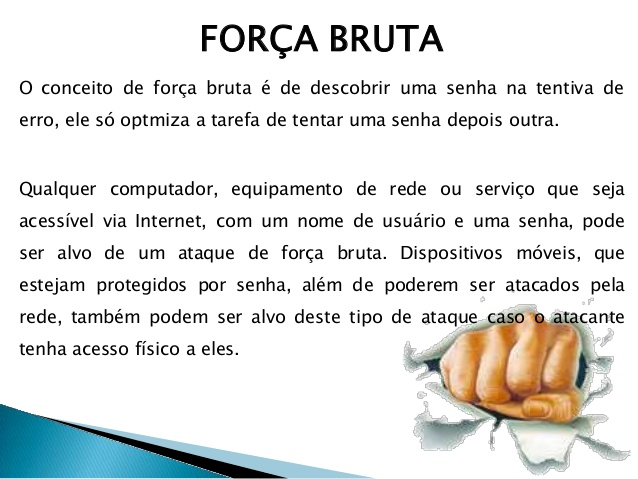 FORÇA BRUTA
O conceito de força bruta é de descobrir uma senha na tentiva de
erro, ele só optmiza a tarefa de tentar uma senha depois outra.
Qualquer computador, equipamento de rede ou serviço que seja
acessível via Internet, com um nome de usuário e uma senha, pode
ser alvo de um ataque de força bruta. Dispositivos móveis, que
estejam protegidos por senha, além de poderem ser atacados pela
rede, também podem ser alvo deste tipo de ataque caso o atacante
tenha acesso físico a eles.